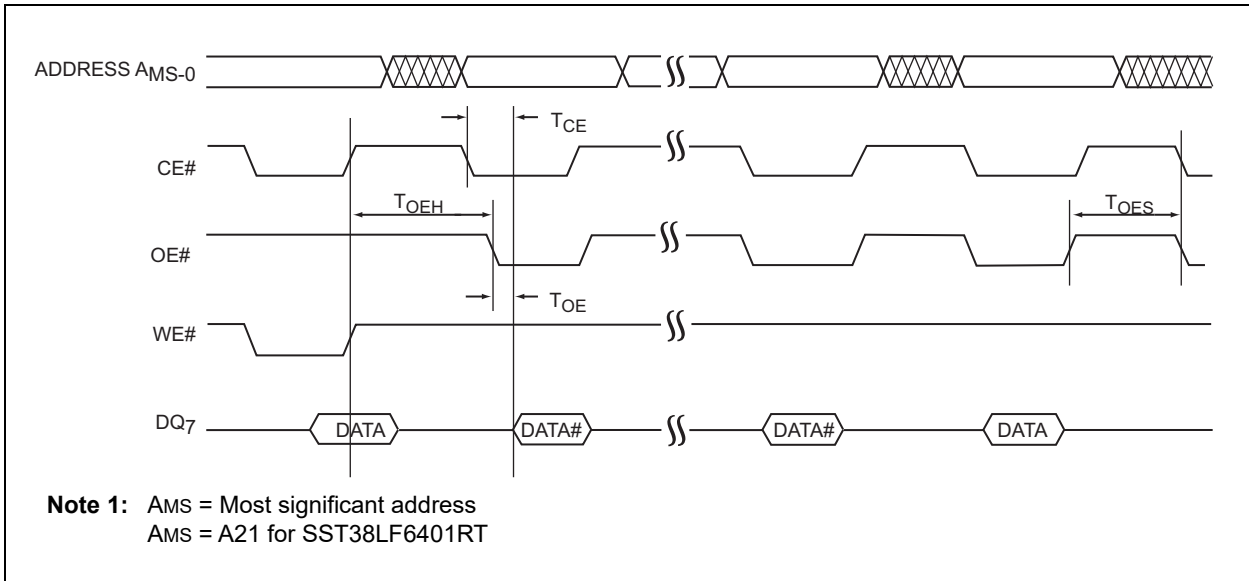 ADDRESS AMS-0
TCE
CE#
TOEH
TOES
OE#
TOE
WE#
DQ7
DATA
DATA#
DATA#
DATA
Note 1: AMS = Most significant address
AMS = A21 for SST38LF6401RT